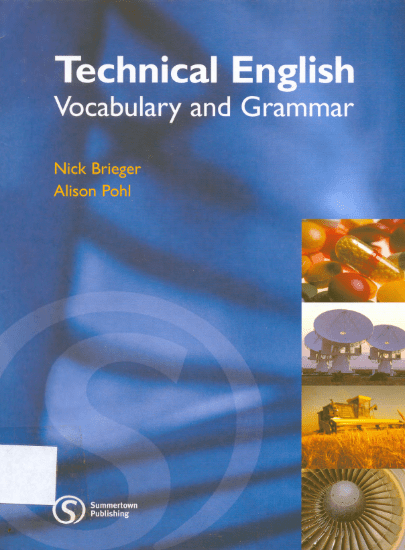 Technical English
Vocabulary and Grammar
Nick Brieger
Alison Pohl
S
Summertown
Publishing